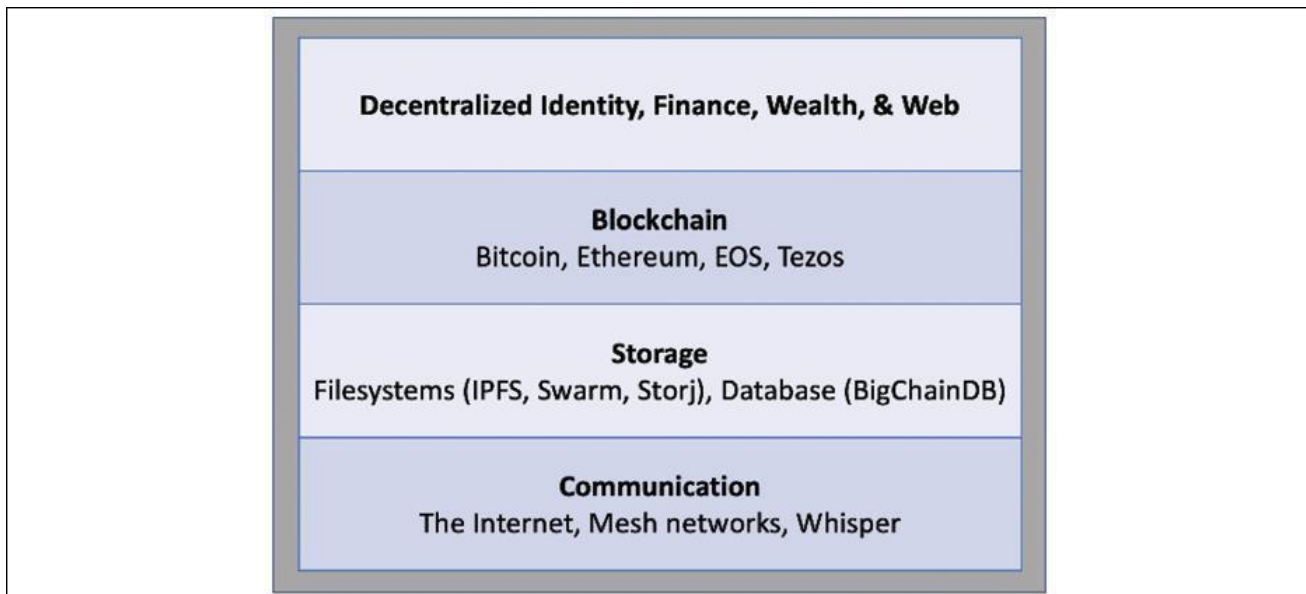 Decentralized Identity, Finance, Wealth, & Web
Blockchain
Bitcoin, Ethereum, EOS, Tezos
Storage
Filesystems (IPFS, Swarm, Storj), Database (BigChainDB)
Communication
The Internet, Mesh networks, Whisper